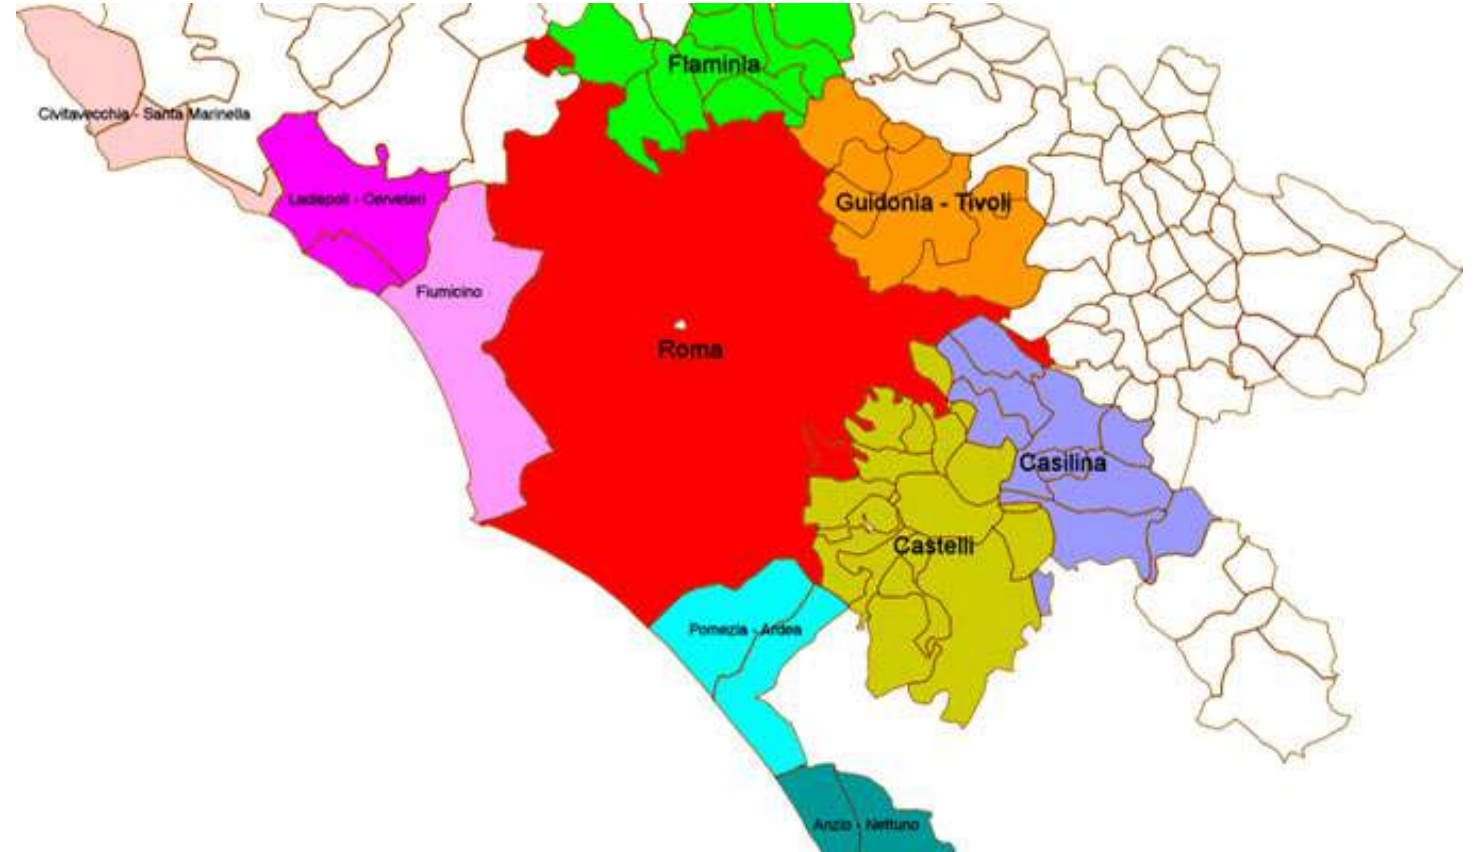 Flaminia
Civitavecchia - Santa Marinella
Ladispoli - Cerveteri
Guidonia - Tivoli
Fiumicino
Roma
Casilina
Castelli
Pomezia - Ardea
Anzio - Nettuno